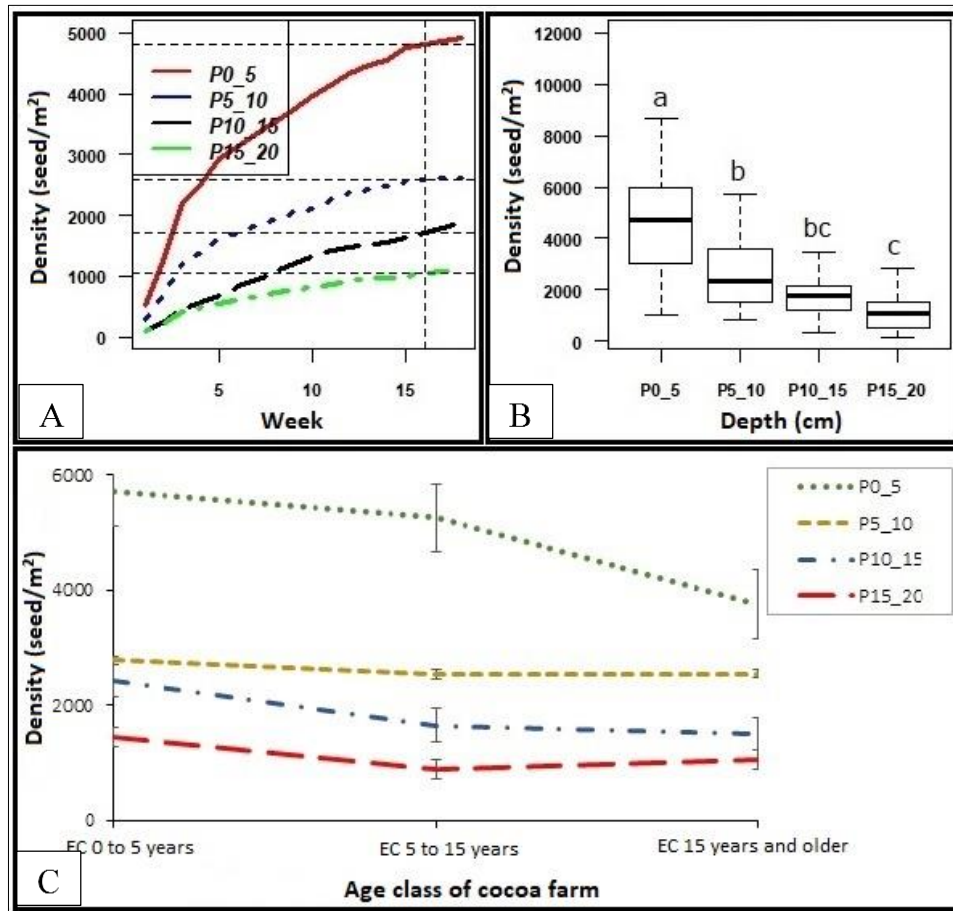 5000
4000
3000
2000
1000
0
Density (seed/m²)
P0_5
P5_10
P10_15
P15_20
5
10
15
Week
A
12000
10000
8000
6000
4000
2000
0
Density (seed/m²)
a
b
bc
c
P0_5
P5_10
P10_15
P15_20
Depth (cm)
B
6000
4000
2000
0
Density (seed/m²)
P0_5
P5_10
P10_15
P15_20
EC 0 to 5 years
EC 5 to 15 years
EC 15 years and older
Age class of cocoa farm
C